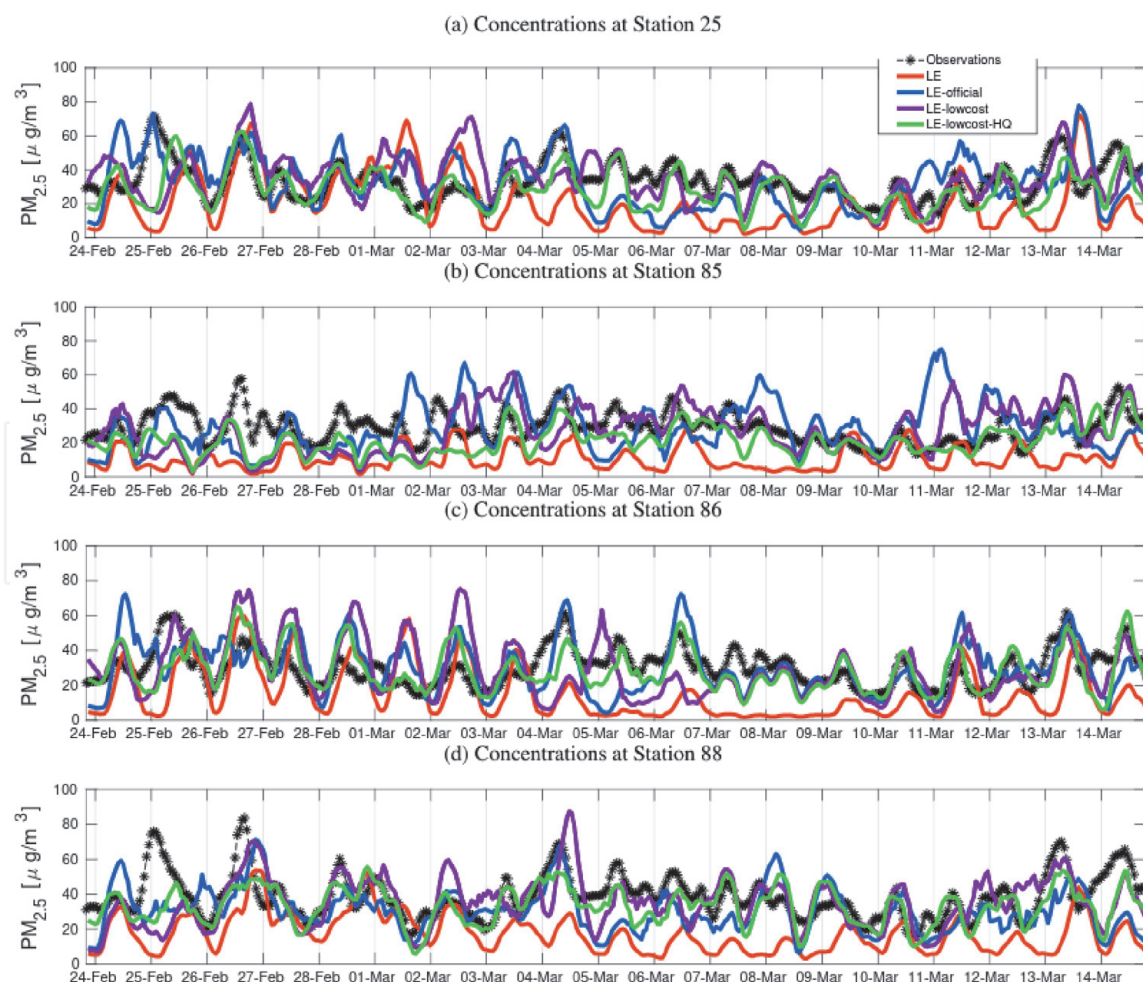 (a) Concentrations at Station 25
Observations
LE
LE-official
LE-lowcost
LE-lowcost-HQ
PM2.5 [ μ g/m 3]
100
80
60
40
20
0
24-Feb 25-Feb 26-Feb 27-Feb 28-Feb 01-Mar 02-Mar 03-Mar 04-Mar 05-Mar 06-Mar 07-Mar 08-Mar 09-Mar 10-Mar 11-Mar 12-Mar 13-Mar 14-Mar
(b) Concentrations at Station 85
PM2.5 [ μ g/m 3]
100
80
60
40
20
0
24-Feb 25-Feb 26-Feb 27-Feb 28-Feb 01-Mar 02-Mar 03-Mar 04-Mar 05-Mar 06-Mar 07-Mar 08-Mar 09-Mar 10-Mar 11-Mar 12-Mar 13-Mar 14-Mar
(c) Concentrations at Station 86
PM2.5 [ μ g/m 3]
100
80
60
40
20
0
24-Feb 25-Feb 26-Feb 27-Feb 28-Feb 01-Mar 02-Mar 03-Mar 04-Mar 05-Mar 06-Mar 07-Mar 08-Mar 09-Mar 10-Mar 11-Mar 12-Mar 13-Mar 14-Mar
(d) Concentrations at Station 88
PM2.5 [ μ g/m 3]
100
80
60
40
20
0
24-Feb 25-Feb 26-Feb 27-Feb 28-Feb 01-Mar 02-Mar 03-Mar 04-Mar 05-Mar 06-Mar 07-Mar 08-Mar 09-Mar 10-Mar 11-Mar 12-Mar 13-Mar 14-Mar